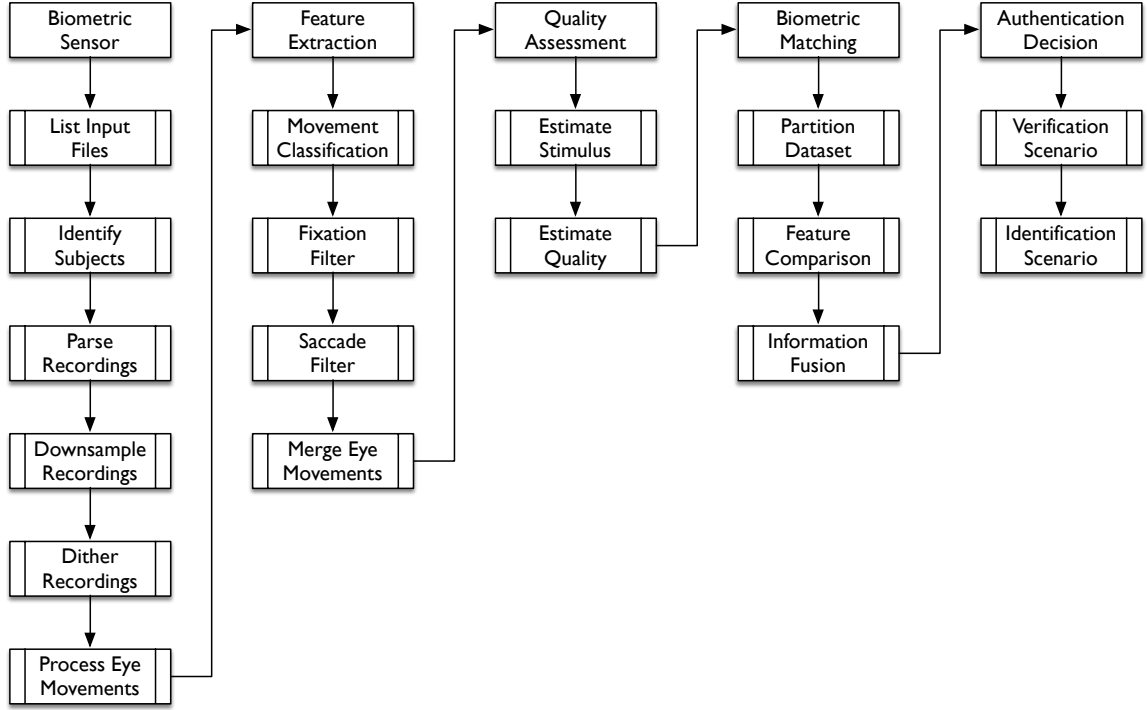 Biometric
Sensor
List Input
Files
Identify
Subjects
Parse
Recordings
Downsample
Recordings
Dither
Recordings
Process Eye
Movements
Feature
Extraction
Movement
Classification
Fixation
Filter
Saccade
Filter
Merge Eye
Movements
Quality
Assessment
Estimate
Stimulus
Estimate
Quality
Biometric
Matching
Partition
Dataset
Feature
Comparison
Information
Fusion
Authentication
Decision
Verification
Scenario
Identification
Scenario